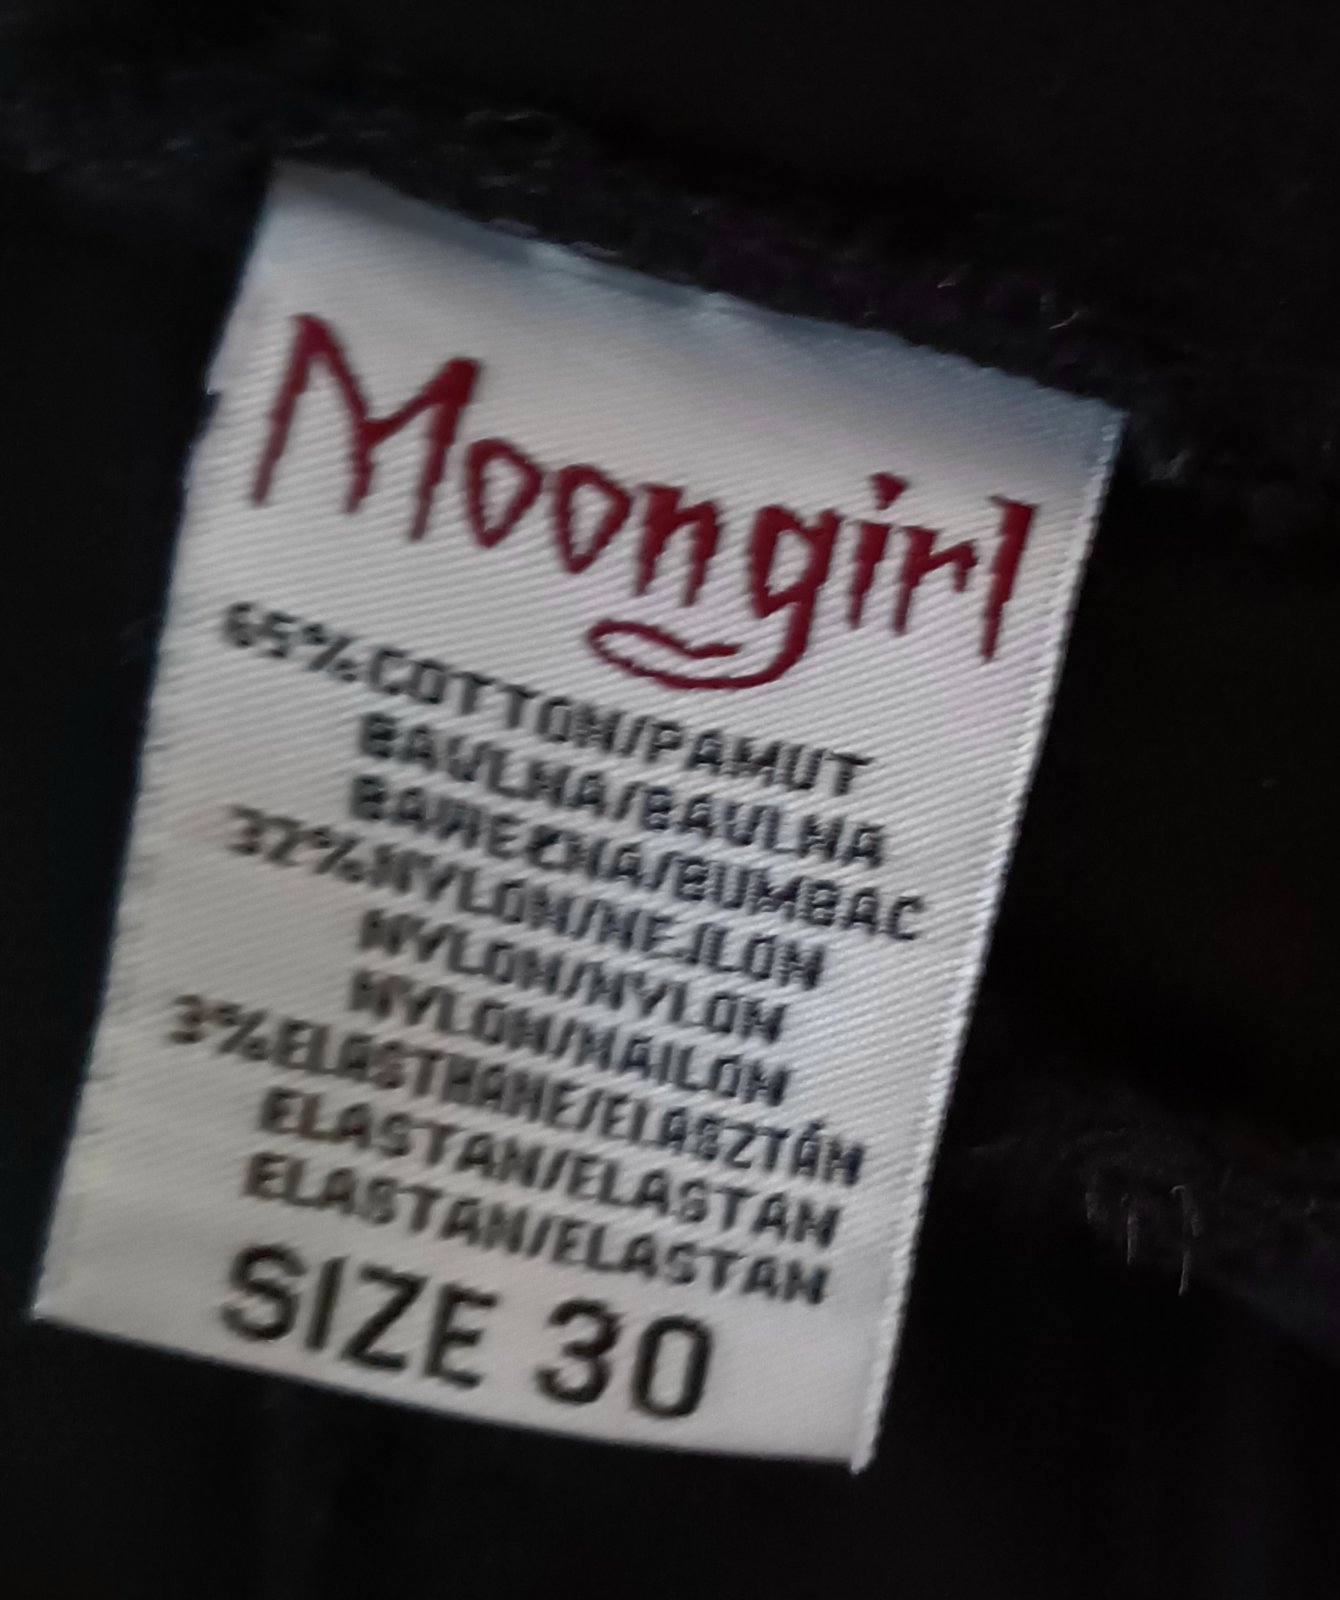 Moongirl
65%COTTON/PAMUT
BAVLNA/BAVLNA
BAWEŁNA/BUMBAC
32%NYLON/NEJLON
NYLON/NYLON
NYLON/NAILON
3%ELASTHANE/ELASZTÁN
ELASTAN/ELASTAN
ELASTAN/ELASTAN
SIZE 30